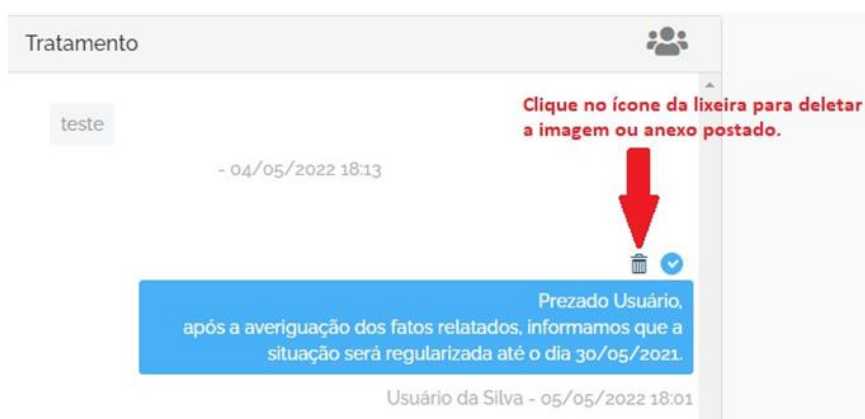 Tratamento
Clique no ícone da lixeira para deletar
a imagem ou anexo postado.
teste
- 04/05/2022 18:13
Prezado Usuário,
após a averiguação dos fatos relatados, informamos que a
situação será regularizada até o dia 30/05/2021.
Usuário da Silva - 05/05/2022 18:01